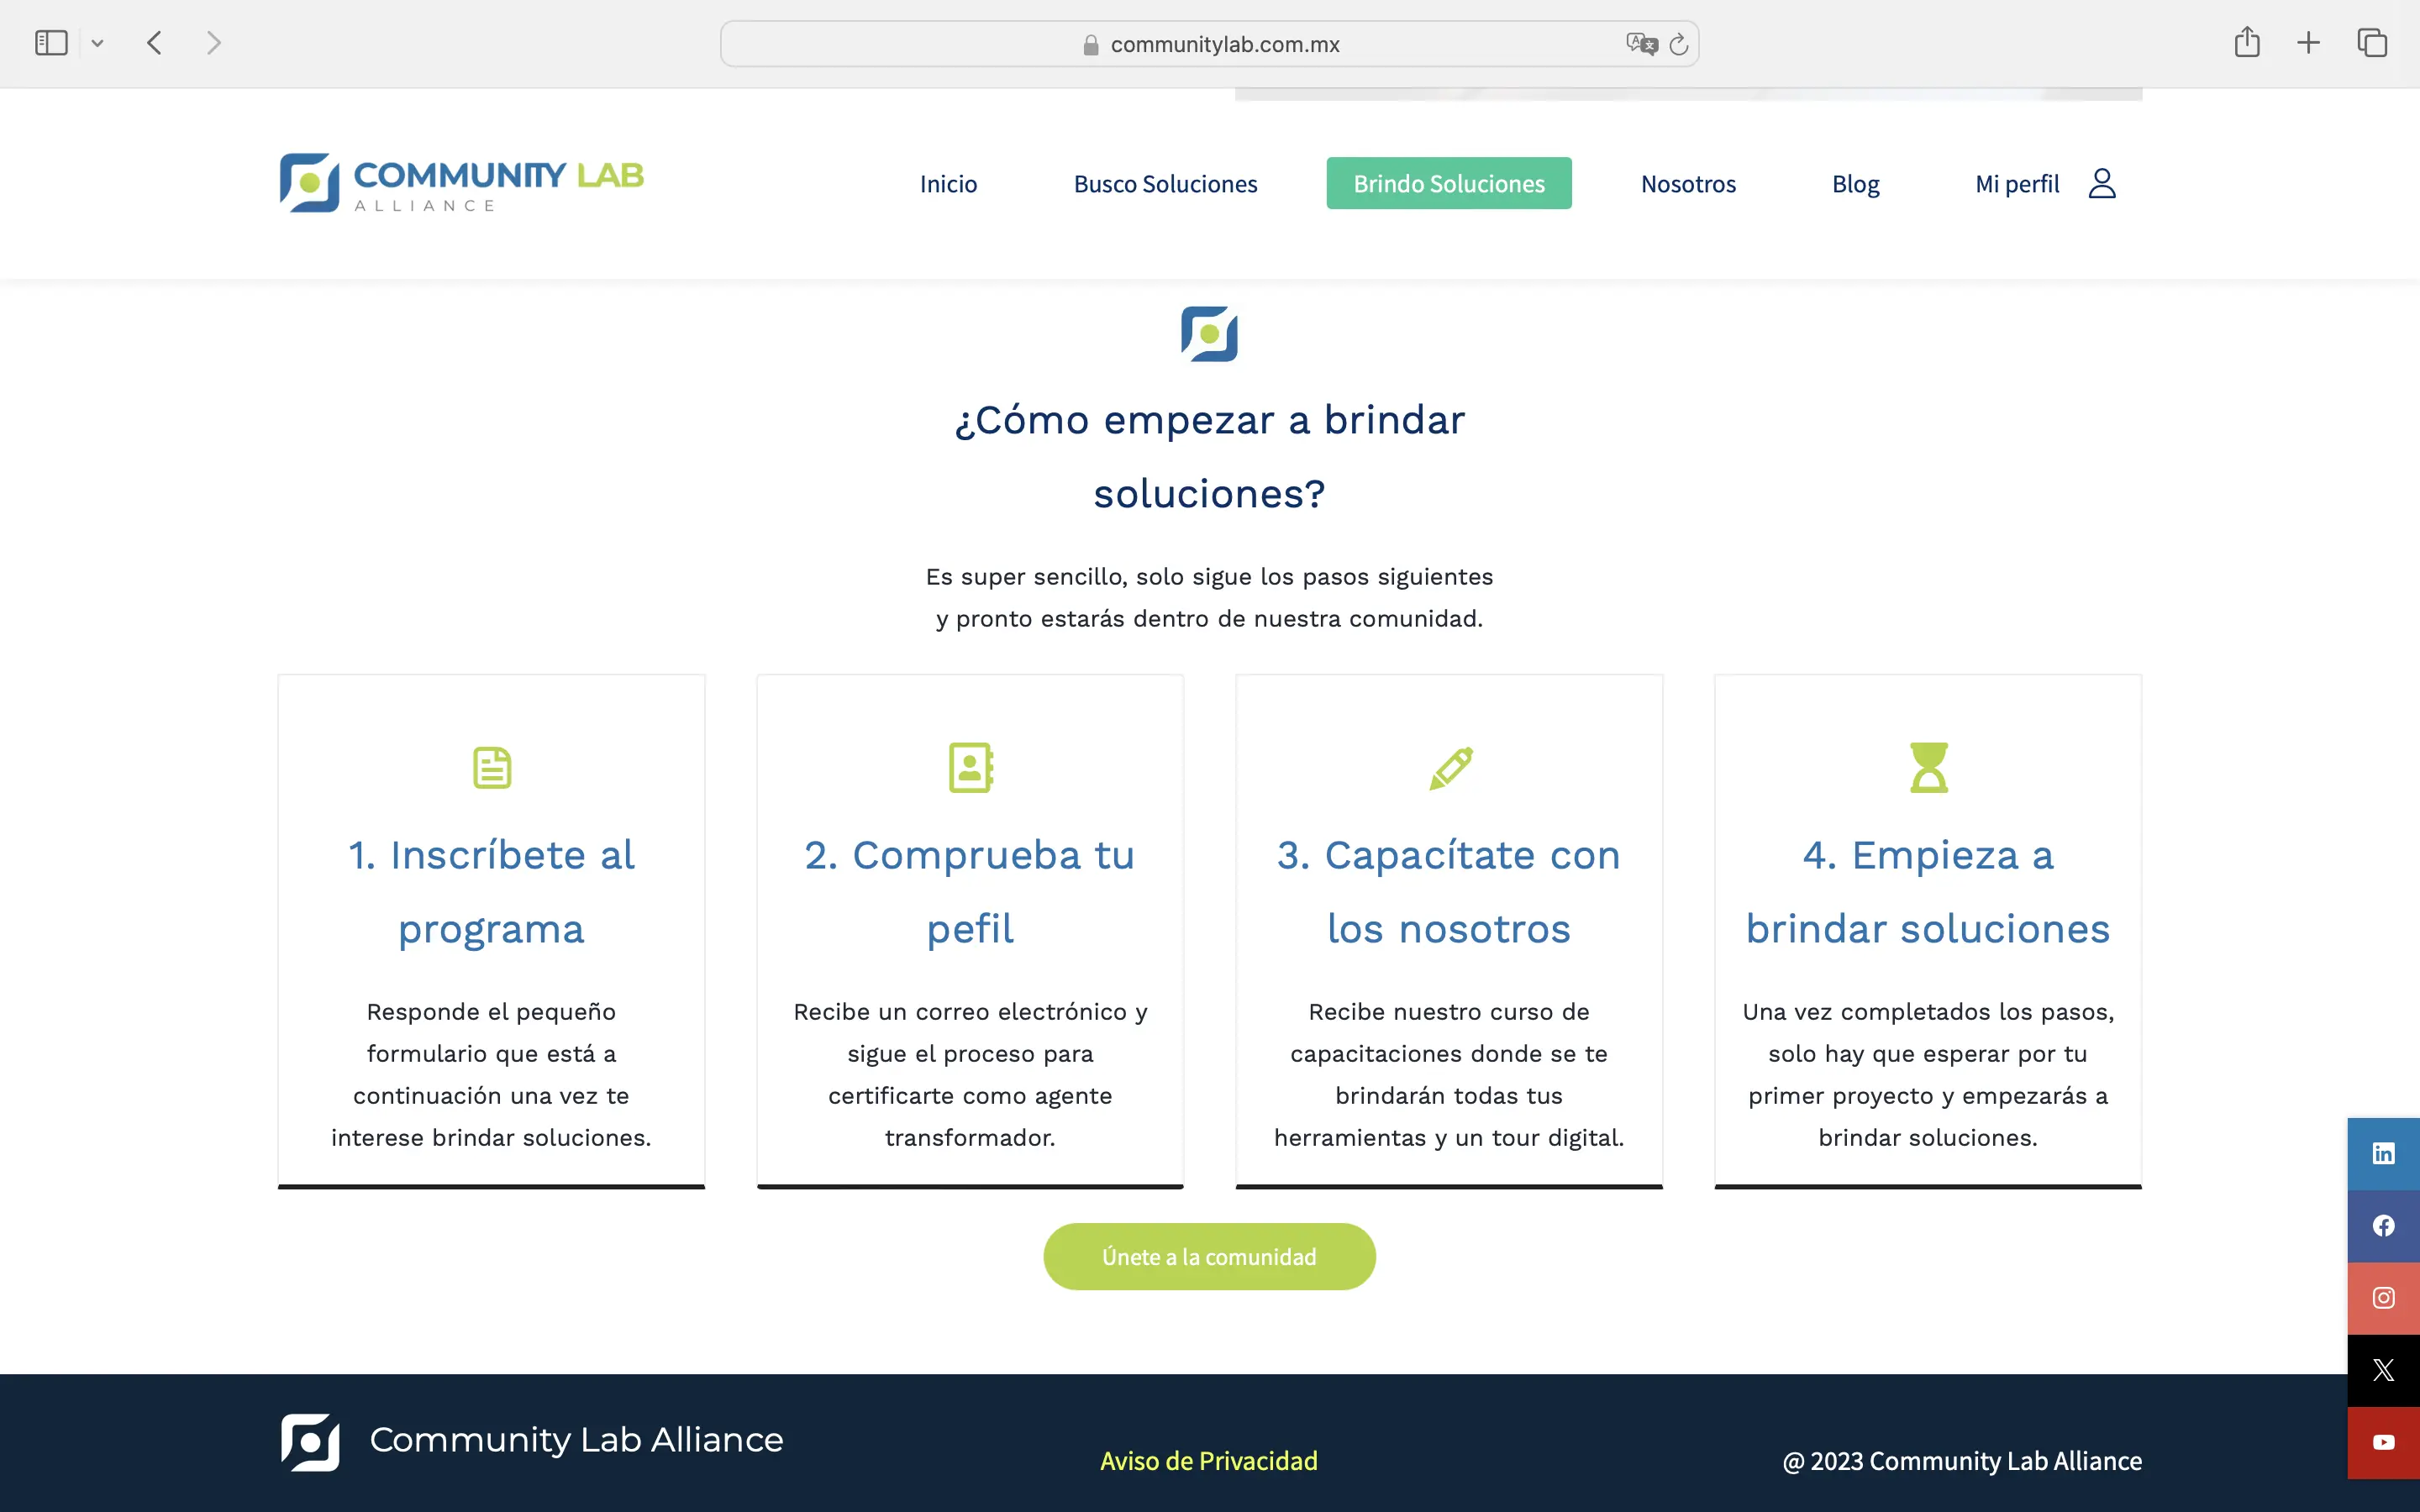 communitylab.com.mx
COMMUNITY LAB
ALLIANCE
Inicio
Busco Soluciones
Brindo Soluciones
Nosotros
Blog
Mi perfil
¿Cómo empezar a brindar
soluciones?
Es super sencillo, solo sigue los pasos siguientes
y pronto estarás dentro de nuestra comunidad.
1. Inscríbete al
programa
Responde el pequeño
formulario que está a
continuación una vez te
interese brindar soluciones.
2. Comprueba tu
pefil
Recibe un correo electrónico y
sigue el proceso para
certificarte como agente
transformador.
3. Capacítate con
los nosotros
Recibe nuestro curso de
capacitaciones donde se te
brindarán todas tus
herramientas y un tour digital.
4. Empieza a
brindar soluciones
Una vez completados los pasos,
solo hay que esperar por tu
primer proyecto y empezarás a
brindar soluciones.
Únete a la comunidad
Community Lab Alliance
Aviso de Privacidad
@ 2023 Community Lab Alliance